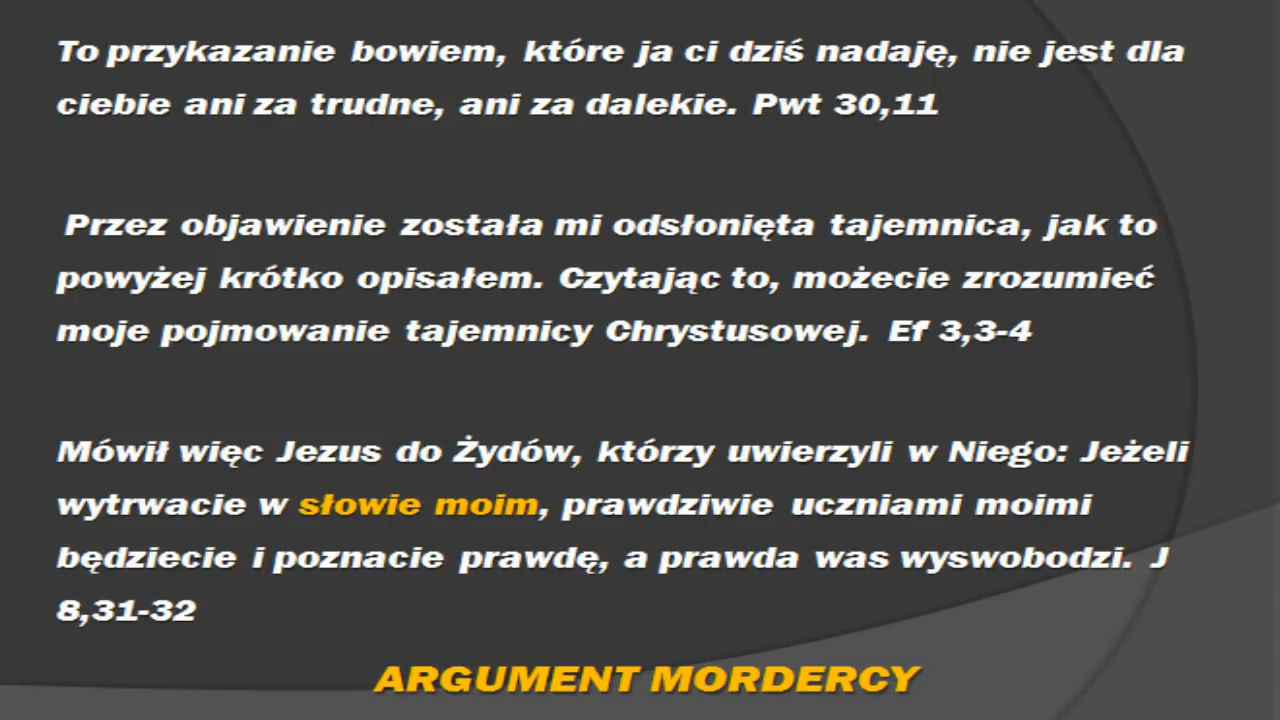 To przykazanie bowiem, które ja ci dziś nadaję, nie jest dla
ciebie ani za trudne, ani za dalekie. Pwt 30,11
Przez objawienie została mi odsłonięta tajemnica, jak to
powyżej krótko opisałem. Czytając to, możecie zrozumieć
moje pojmowanie tajemnicy Chrystusowej. Ef 3,3-4
Mówił więc Jezus do Żydów, którzy uwierzyli w Niego: Jeżeli
wytrwacie w słowie moim, prawdziwie uczniami moimi
będziecie i poznacie prawdę, a prawda was wyswobodzi. J
8,31-32
ARGUMENT MORDERCY